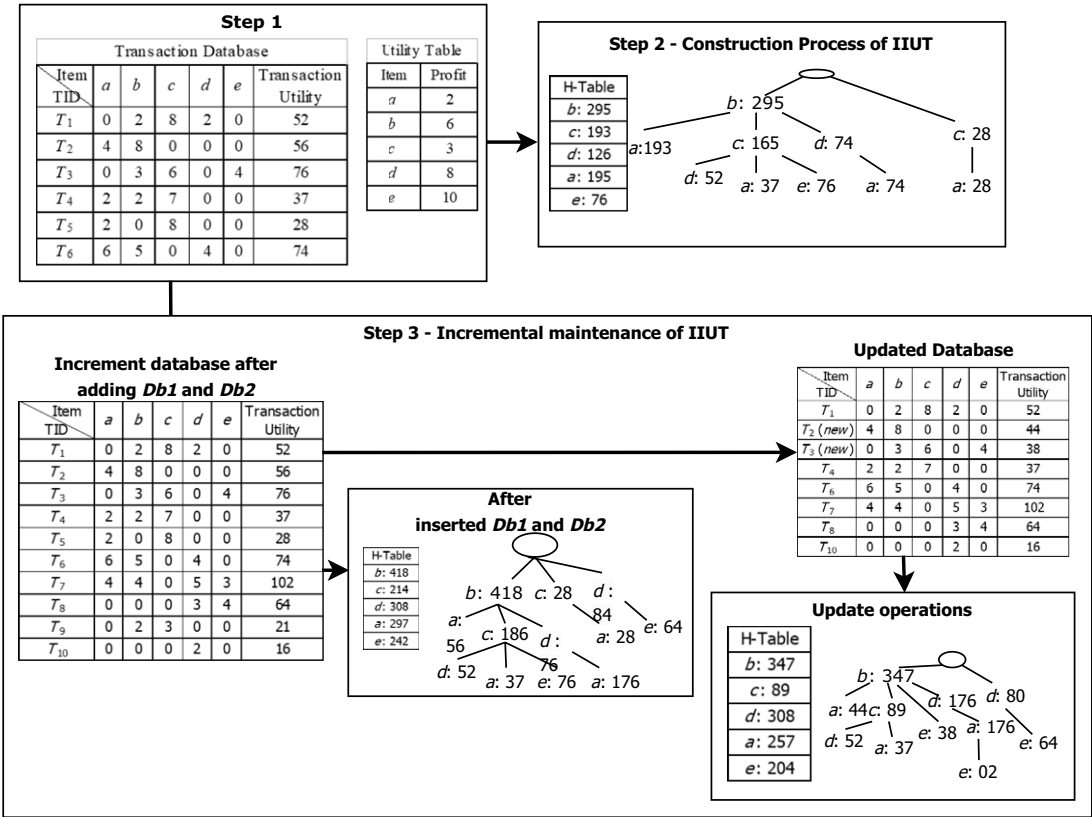 Step 1
Transaction Database
Item TID a b c d e Transaction Utility
T1 0 2 8 2 0 52
T2 4 8 0 0 0 56
T3 0 3 6 0 4 76
T4 2 2 7 0 0 37
T5 2 0 8 0 0 28
T6 6 5 0 4 0 74
Utility Table
Item Profit
a 2
b 6
c 3
d 8
e 10
Step 2 - Construction Process of IIUT
H-Table
b: 295
c: 193
d: 126
a: 195
e: 76
b: 295
a:193
c: 165
d: 74
c: 28
d: 52
a: 37
e: 76
a: 74
a: 28
Step 3 - Incremental maintenance of IIUT
Increment database after
adding Db1 and Db2
Item TID a b c d e Transaction Utility
T1 0 2 8 2 0 52
T2 4 8 0 0 0 56
T3 0 3 6 0 4 76
T4 2 2 7 0 0 37
T5 2 0 8 0 0 28
T6 6 5 0 4 0 74
T7 4 4 0 5 3 102
T8 0 0 0 3 4 64
T9 0 2 3 0 0 21
T10 0 0 0 2 0 16
After
inserted Db1 and Db2
H-Table
b: 418
c: 214
d: 308
a: 297
e: 242
b: 418
c: 28
d :
84
a:
56
c: 186
d :
76
a: 28
e: 64
d: 52
a: 37
e: 76
a: 176
Updated Database
Item TID a b c d e Transaction Utility
T1 0 2 8 2 0 52
T2 (new) 4 8 0 0 0 44
T3 (new) 0 3 6 0 4 38
T4 2 2 7 0 0 37
T6 6 5 0 4 0 74
T7 4 4 0 5 3 102
T8 0 0 0 3 4 64
T10 0 0 0 2 0 16
Update operations
H-Table
b: 347
c: 89
d: 308
a: 257
e: 204
b: 347
d: 80
a: 44
c: 89
d: 176
e: 38
a: 176
e: 64
d: 52
a: 37
e: 02